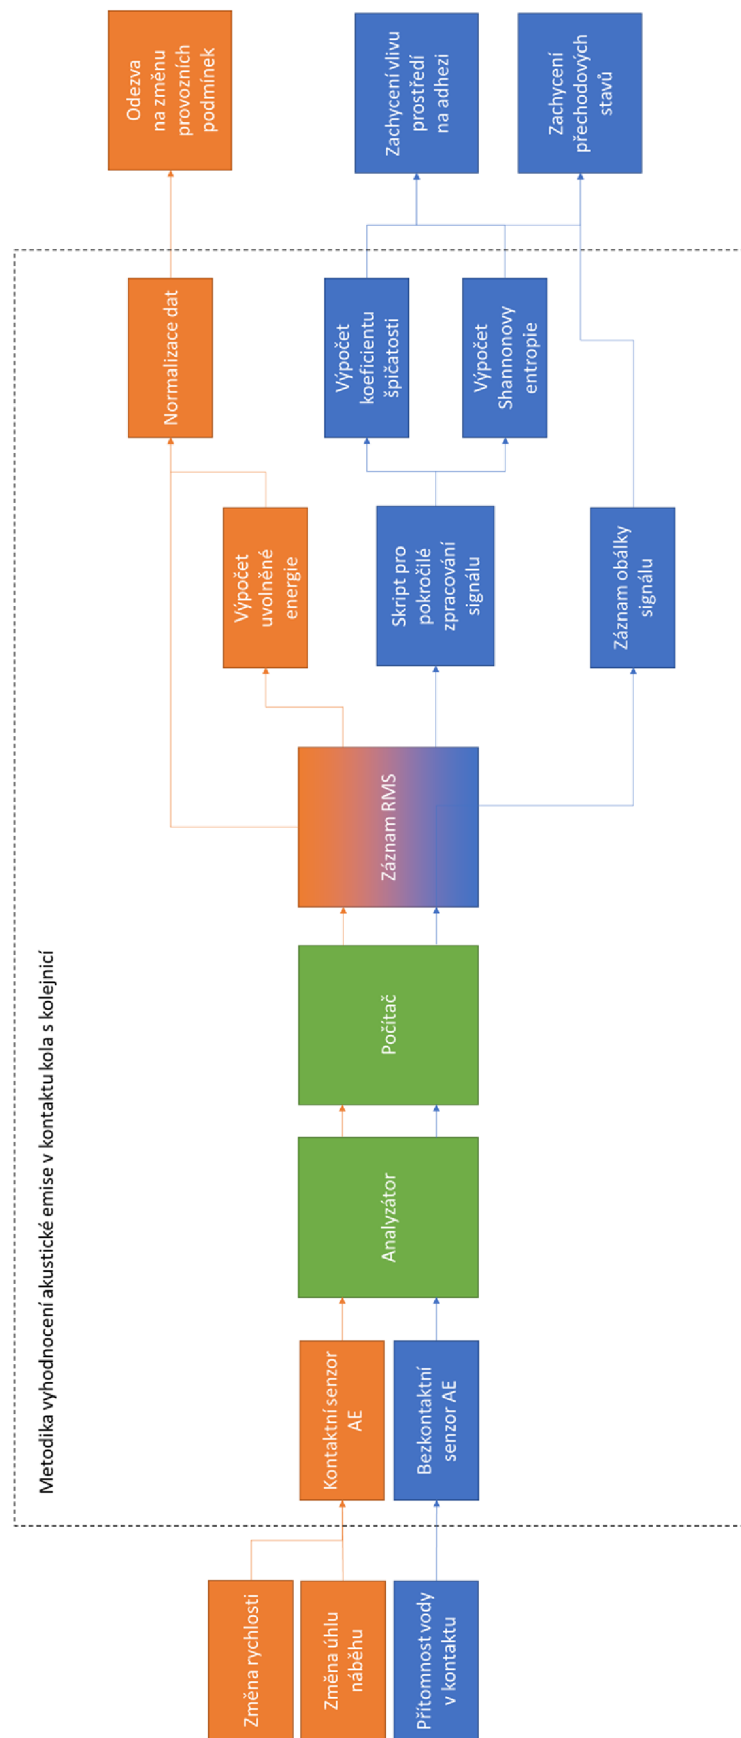 Metodika vyhodnocení akustické emise v kontaktu kola s kolejnicí
Změna rychlosti
Změna úhlu
náběhu
Přítomnost vody
v kontaktu
Kontaktní senzor
AE
Bezkontaktní
senzor AE
Analyzátor
Počítač
Záznam RMS
Výpočet
uvolněné
energie
Skript pro
pokročilé
zpracování
signálu
Záznam obálky
signálu
Normalizace dat
Výpočet
koeficientu
špičatosti
Výpočet
Shannonovy
entropie
Odezva
na změnu
provozních
podmínek
Zachycení vlivu
prostředí
na adhezi
Zachycení
přechodových
stavů